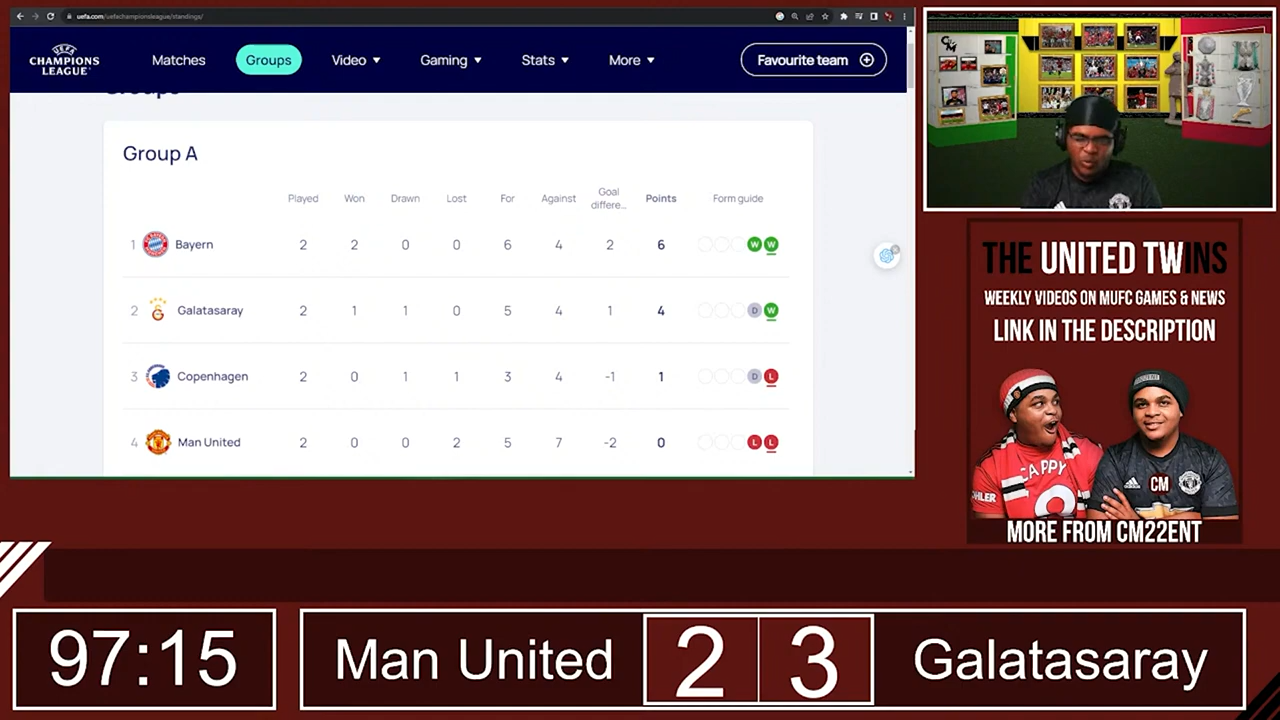 uefa.com/uefachampionsleague/standings/
UEFA
CHAMPIONS
LEAGUE
Matches
Groups
Video
Gaming
Stats
More
Favourite team
Groups
Group A
Played
Won
Drawn
Lost
For
Against
Goal
differe...
Points
Form guide
1 Bayern 2 2 0 0 6 4 2 6 W W
2 Galatasaray 2 1 1 0 5 4 1 4 D W
3 Copenhagen 2 0 1 1 3 4 -1 1 D L
4 Man United 2 0 0 2 5 7 -2 0 L L
THE UNITED TWINS
WEEKLY VIDEOS ON MUFC GAMES & NEWS
LINK IN THE DESCRIPTION
CAPPY
CM
MORE FROM CM22ENT
97:15
Man United
2
3
Galatasaray